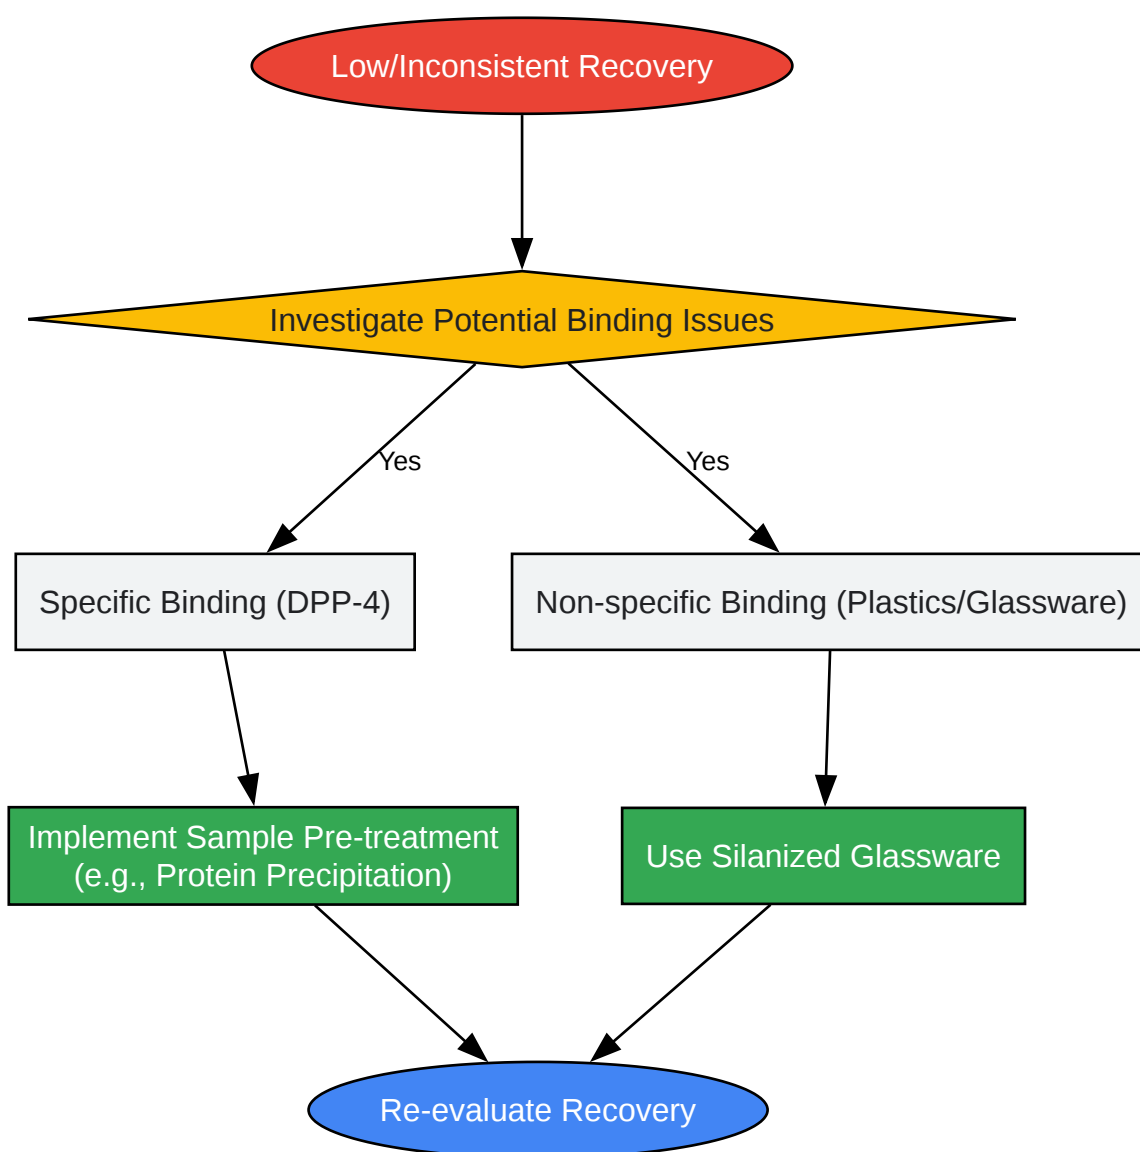 Low/Inconsistent Recovery
Investigate Potential Binding Issues
Yes
Yes
Specific Binding (DPP-4)
Non-specific Binding (Plastics/Glassware)
Implement Sample Pre-treatment
(e.g., Protein Precipitation)
Use Silanized Glassware
Re-evaluate Recovery